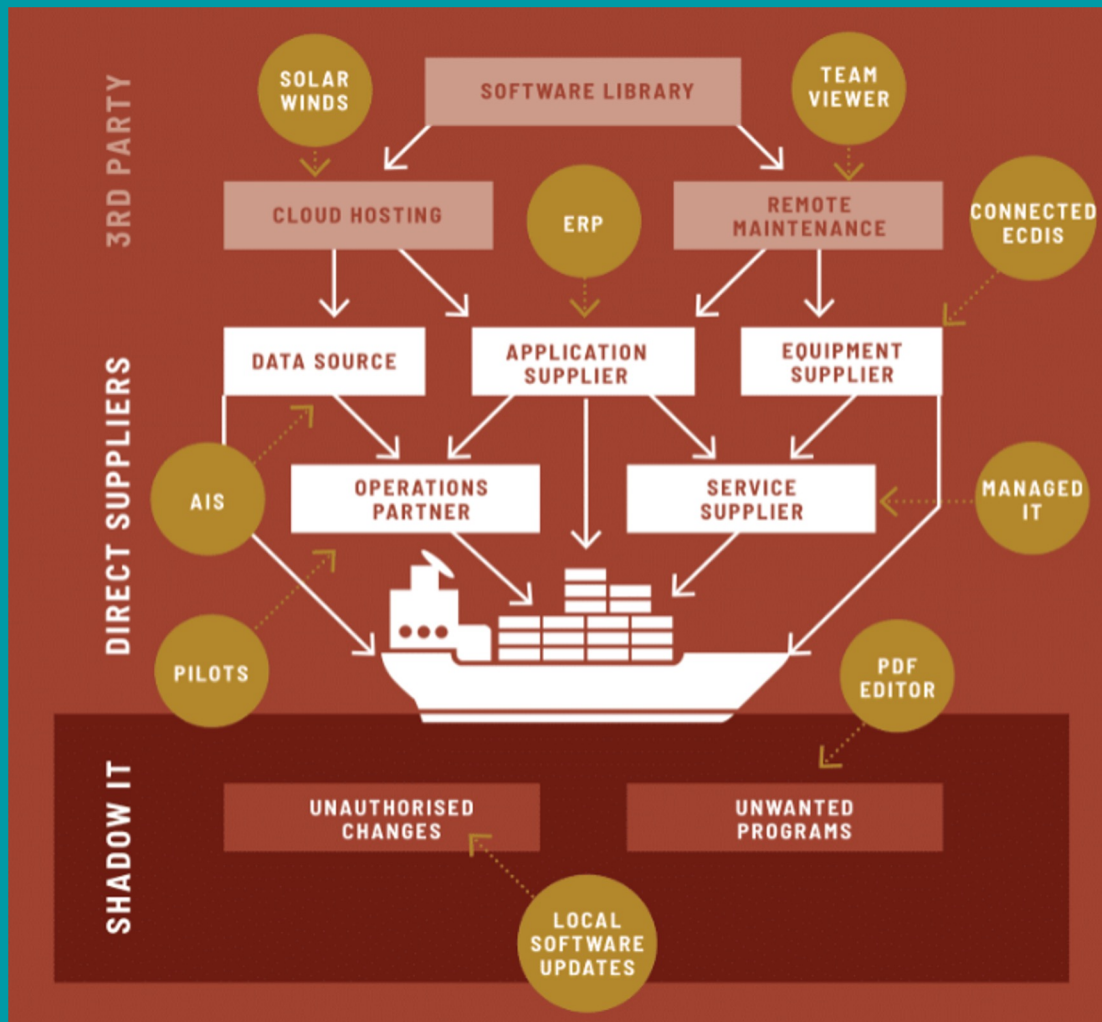 3RD PARTY
SOLAR
WINDS
SOFTWARE LIBRARY
TEAM
VIEWER
CLOUD HOSTING
ERP
REMOTE
MAINTENANCE
CONNECTED
ECDIS
DIRECT SUPPLIERS
DATA SOURCE
APPLICATION
SUPPLIER
EQUIPMENT
SUPPLIER
AIS
OPERATIONS
PARTNER
SERVICE
SUPPLIER
MANAGED
IT
PILOTS
PDF
EDITOR
SHADOW IT
UNAUTHORISED
CHANGES
UNWANTED
PROGRAMS
LOCAL
SOFTWARE
UPDATES